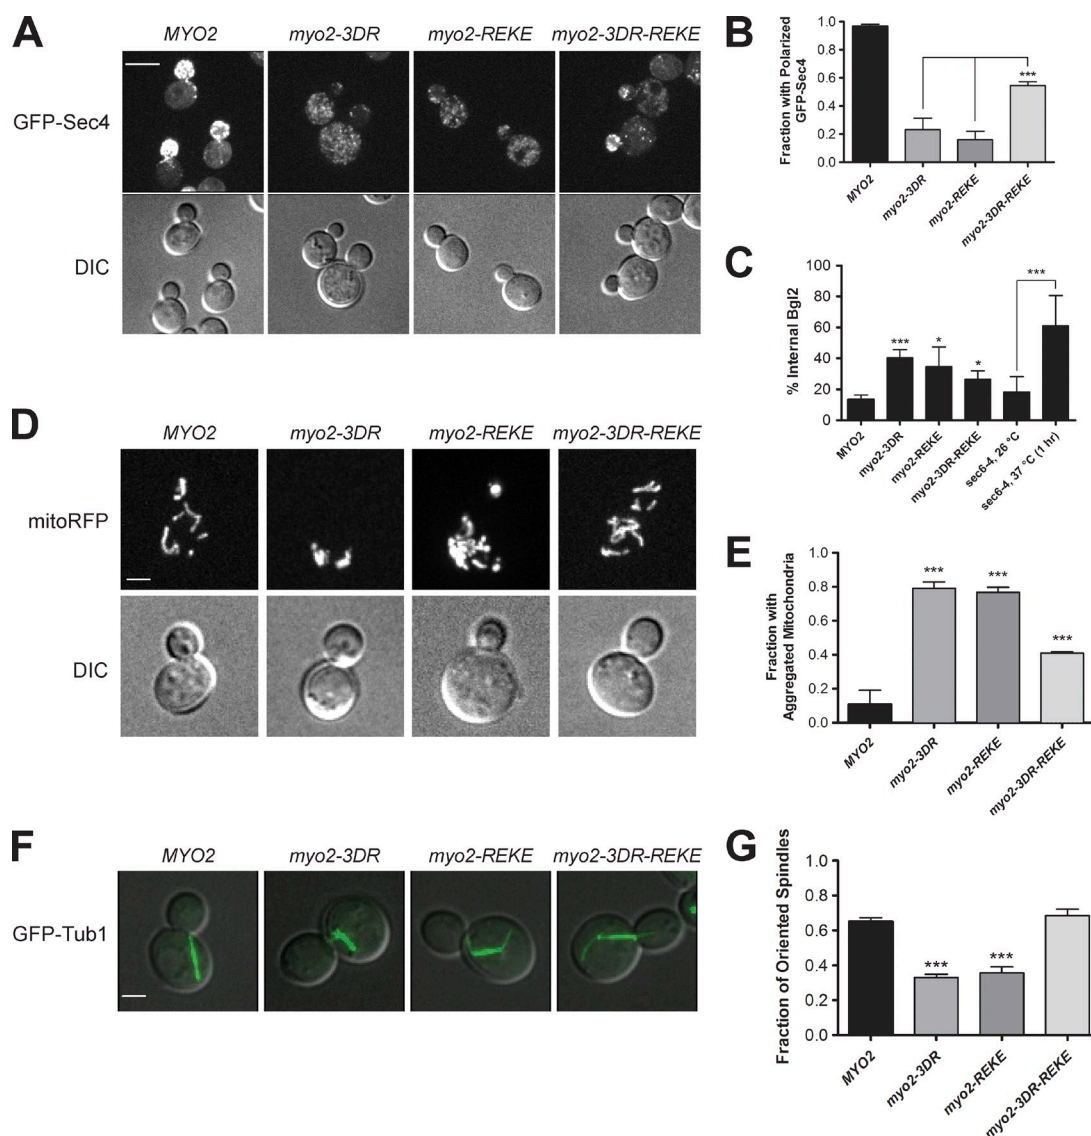 A
MYO2 myo2-3DR myo2-REKE myo2-3DR-REKE
GFP-Sec4
DIC
B
Fraction with Polarized
GFP-Sec4
1.0
0.8
0.6
0.4
0.2
0.0
***
MYO2
myo2-3DR
myo2-REKE
myo2-3DR-REKE
C
% Internal Bgl2
100
80
60
40
20
0
***
*
*
***
MYO2
myo2-3DR
myo2-REKE
myo2-3DR-REKE
sec6-4, 26 °C
sec6-4, 37 °C (1 hr)
D
MYO2 myo2-3DR myo2-REKE myo2-3DR-REKE
mitoRFP
DIC
E
Fraction with
Aggregated Mitochondria
1.0
0.8
0.6
0.4
0.2
0.0
***
***
***
MYO2
myo2-3DR
myo2-REKE
myo2-3DR-REKE
F
MYO2 myo2-3DR myo2-REKE myo2-3DR-REKE
GFP-Tub1
G
Fraction of Oriented Spindles
1.0
0.8
0.6
0.4
0.2
0.0
***
***
MYO2
myo2-3DR
myo2-REKE
myo2-3DR-REKE